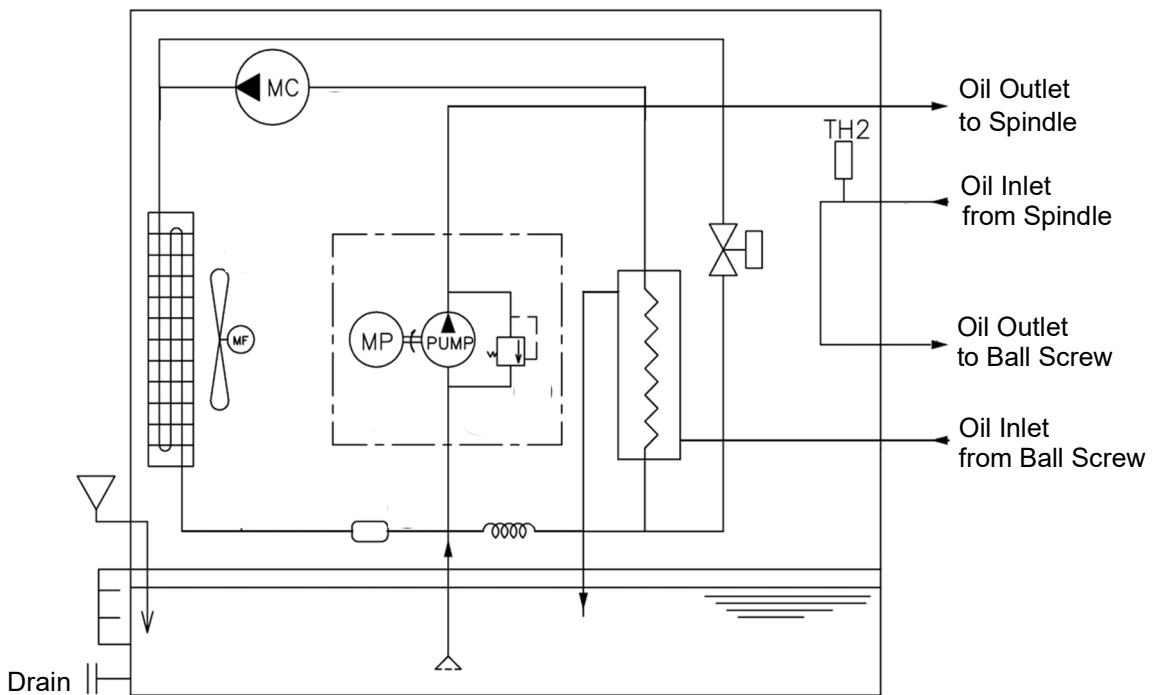 MC
Oil Outlet
to Spindle
TH2
Oil Inlet
from Spindle
MP
PUMP
MF
Oil Outlet
to Ball Screw
Oil Inlet
from Ball Screw
Drain